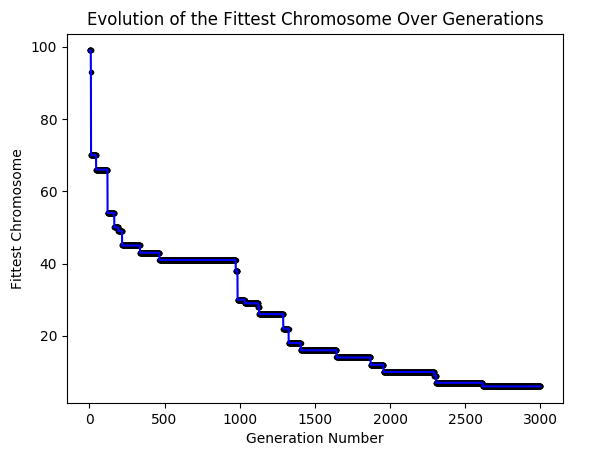 Evolution of the Fittest Chromosome Over Generations
100
80
60
40
20
Fittest Chromosome
0 500 1000 1500 2000 2500 3000
Generation Number